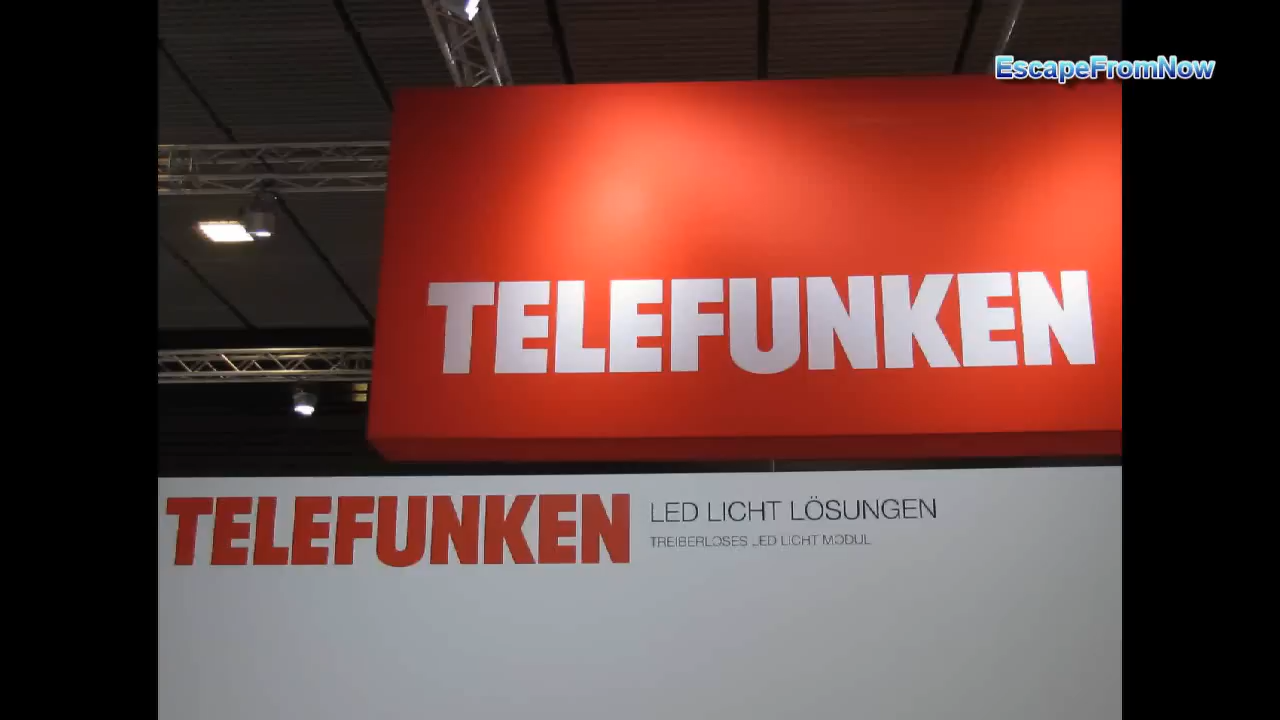 EscapeFromNow
TELEFUNKEN
TELEFUNKEN LED LICHT LÖSUNGEN
TREIBERLOSES LED LICHT MODUL